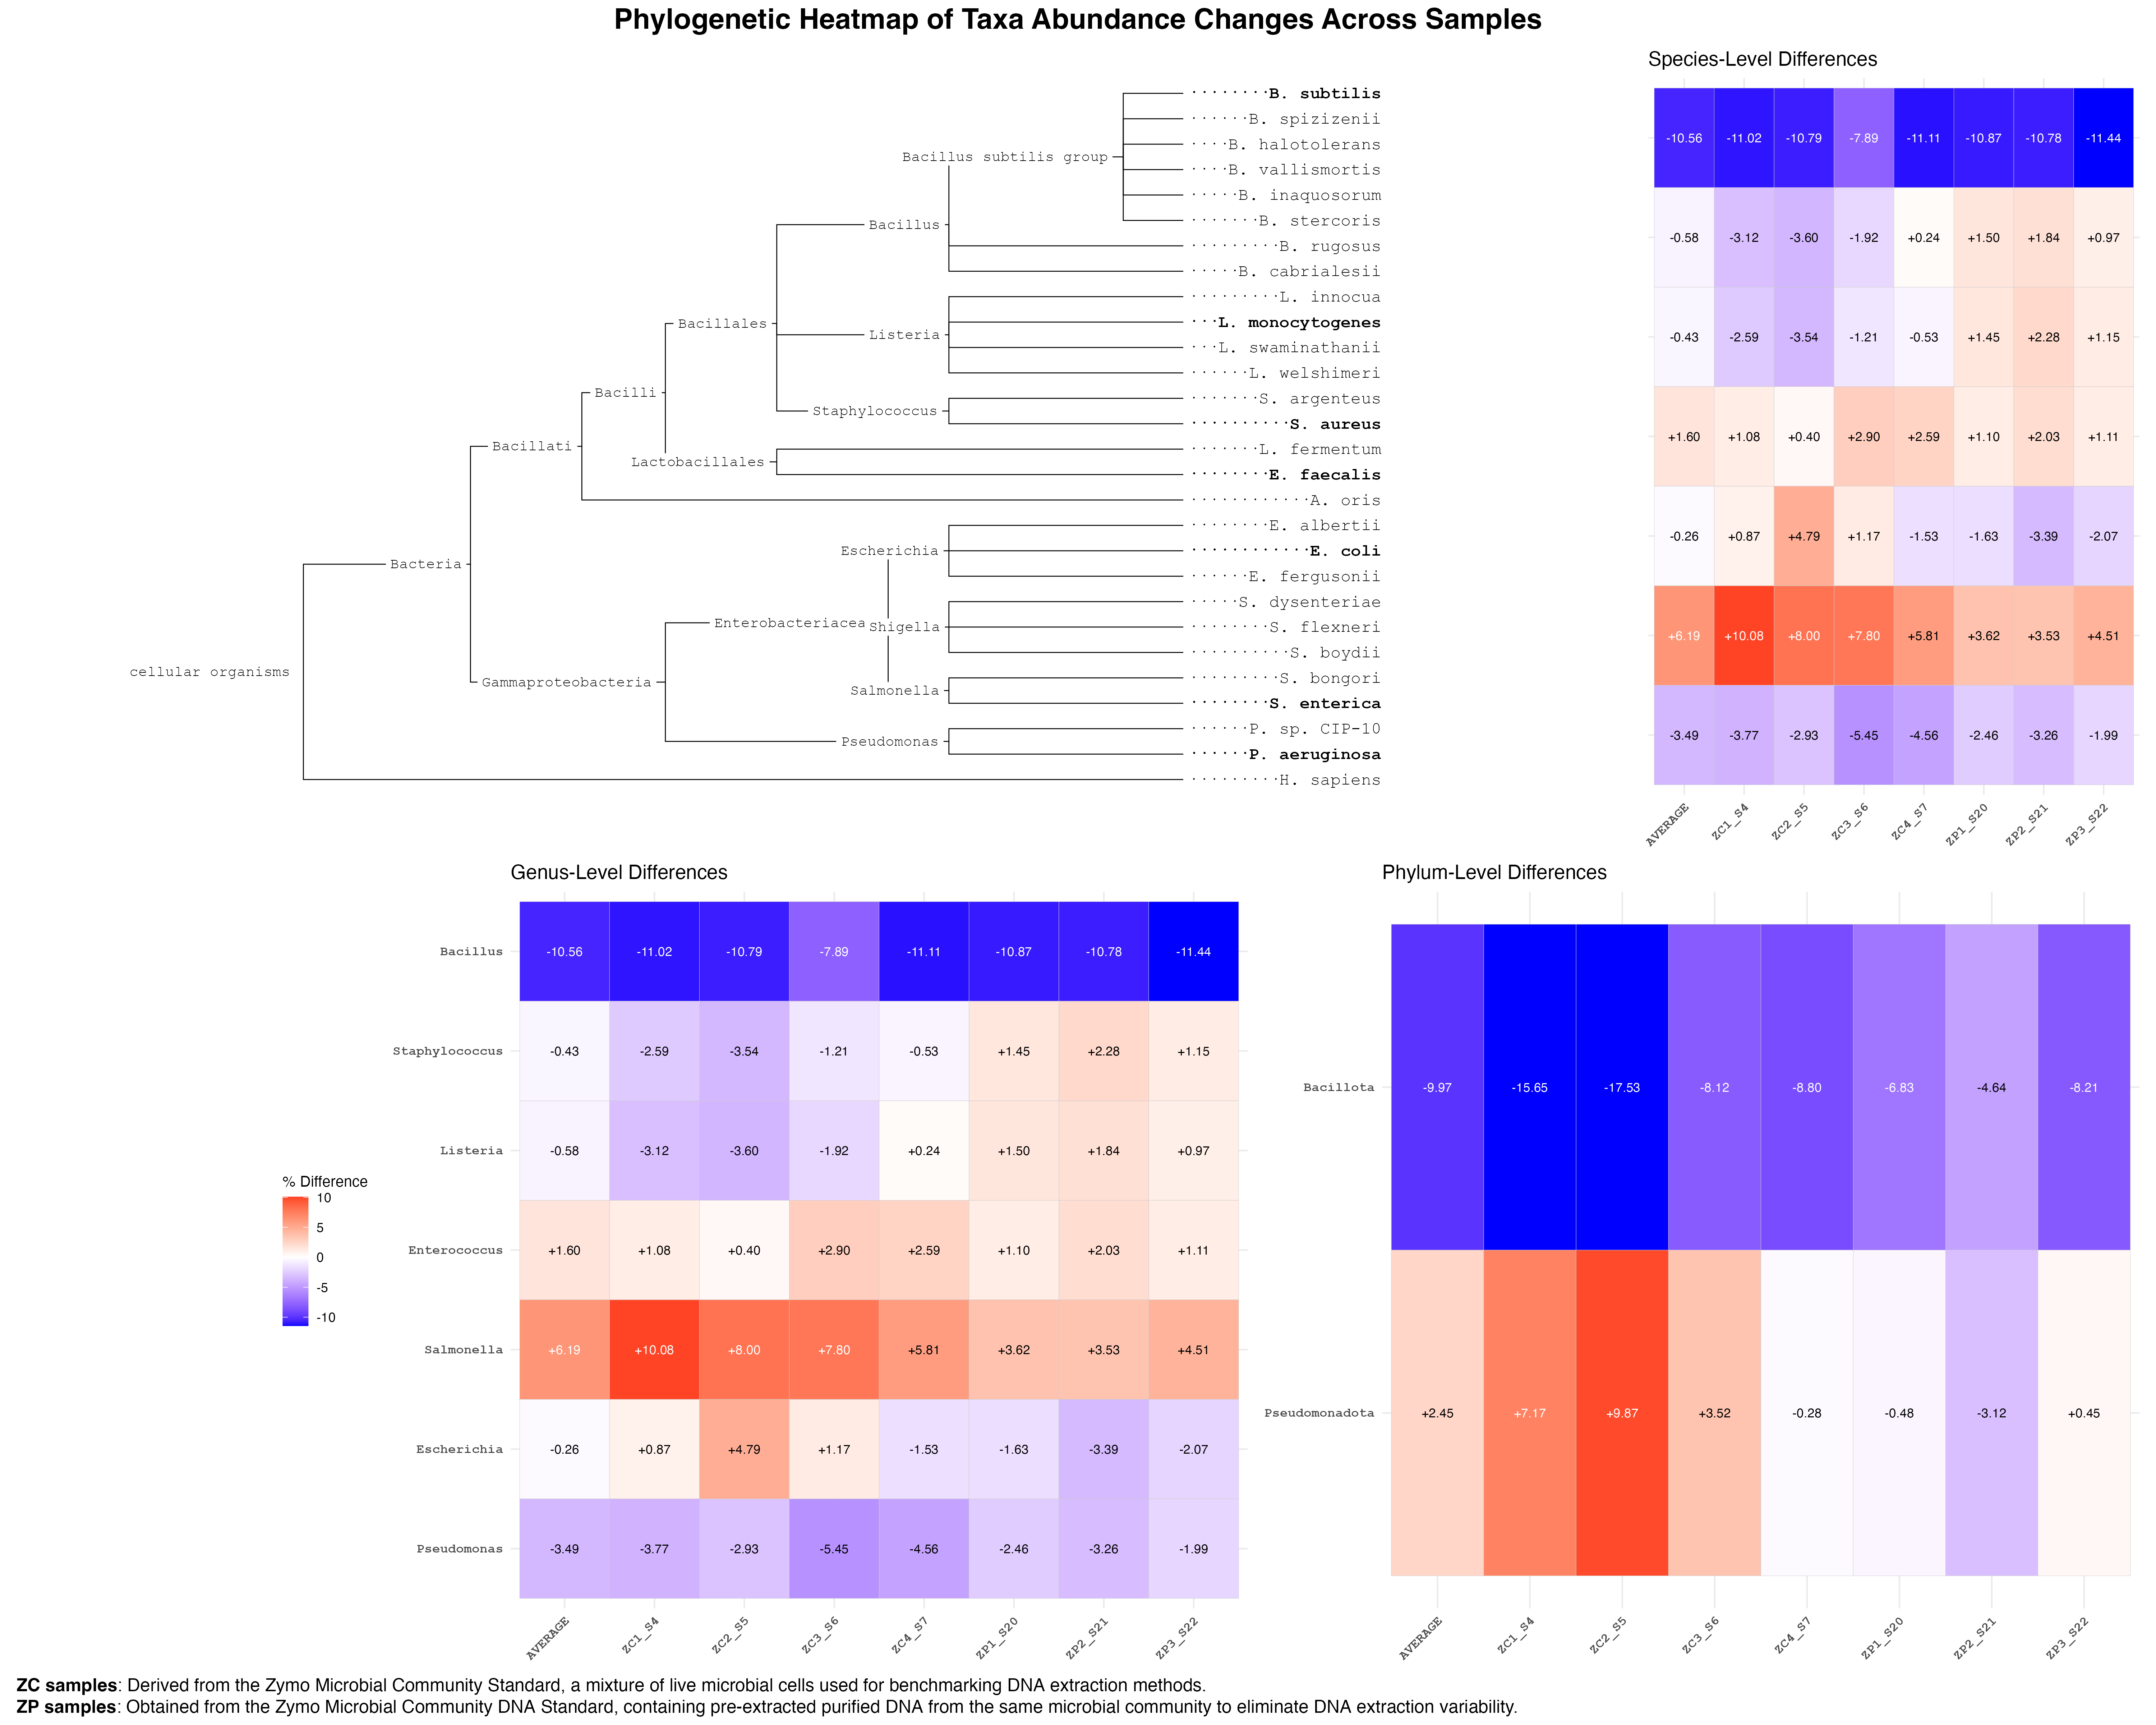 Phylogenetic Heatmap of Taxa Abundance Changes Across Samples
Species-Level Differences
B. subtilis
B. spizizenii
B. halotolerans
Bacillus subtilis group
B. vallismortis
B. inaquosorum
B. stercoris
Bacillus
B. rugosus
B. cabrialesii
L. innocua
Bacillales
L. monocytogenes
Listeria
L. swaminathanii
L. welshimeri
Bacilli
S. argenteus
Staphylococcus
S. aureus
Bacillati
L. fermentum
Lactobacillales
E. faecalis
A. oris
E. albertii
Escherichia
E. coli
Bacteria
E. fergusonii
S. dysenteriae
Enterobacteriacea
Shigella
S. flexneri
S. boydii
cellular organisms
S. bongori
Gammaproteobacteria
Salmonella
S. enterica
P. sp. CIP-10
Pseudomonas
P. aeruginosa
H. sapiens
-10.56 -11.02 -10.79 -7.89 -11.11 -10.87 -10.78 -11.44
-0.58 -3.12 -3.60 -1.92 +0.24 +1.50 +1.84 +0.97
-0.43 -2.59 -3.54 -1.21 -0.53 +1.45 +2.28 +1.15
+1.60 +1.08 +0.40 +2.90 +2.59 +1.10 +2.03 +1.11
-0.26 +0.87 +4.79 +1.17 -1.53 -1.63 -3.39 -2.07
+6.19 +10.08 +8.00 +7.80 +5.81 +3.62 +3.53 +4.51
-3.49 -3.77 -2.93 -5.45 -4.56 -2.46 -3.26 -1.99
AVERAGE ZC1_S4 ZC2_S5 ZC3_S6 ZC4_S7 ZP1_S20 ZP2_S21 ZP3_S22
Genus-Level Differences
Bacillus -10.56 -11.02 -10.79 -7.89 -11.11 -10.87 -10.78 -11.44
Staphylococcus -0.43 -2.59 -3.54 -1.21 -0.53 +1.45 +2.28 +1.15
Listeria -0.58 -3.12 -3.60 -1.92 +0.24 +1.50 +1.84 +0.97
Enterococcus +1.60 +1.08 +0.40 +2.90 +2.59 +1.10 +2.03 +1.11
Salmonella +6.19 +10.08 +8.00 +7.80 +5.81 +3.62 +3.53 +4.51
Escherichia -0.26 +0.87 +4.79 +1.17 -1.53 -1.63 -3.39 -2.07
Pseudomonas -3.49 -3.77 -2.93 -5.45 -4.56 -2.46 -3.26 -1.99
AVERAGE ZC1_S4 ZC2_S5 ZC3_S6 ZC4_S7 ZP1_S20 ZP2_S21 ZP3_S22
% Difference
10
5
0
-5
-10
Phylum-Level Differences
Bacillota -9.97 -15.65 -17.53 -8.12 -8.80 -6.83 -4.64 -8.21
Pseudomonadota +2.45 +7.17 +9.87 +3.52 -0.28 -0.48 -3.12 +0.45
AVERAGE ZC1_S4 ZC2_S5 ZC3_S6 ZC4_S7 ZP1_S20 ZP2_S21 ZP3_S22
ZC samples: Derived from the Zymo Microbial Community Standard, a mixture of live microbial cells used for benchmarking DNA extraction methods.
ZP samples: Obtained from the Zymo Microbial Community DNA Standard, containing pre-extracted purified DNA from the same microbial community to eliminate DNA extraction variability.